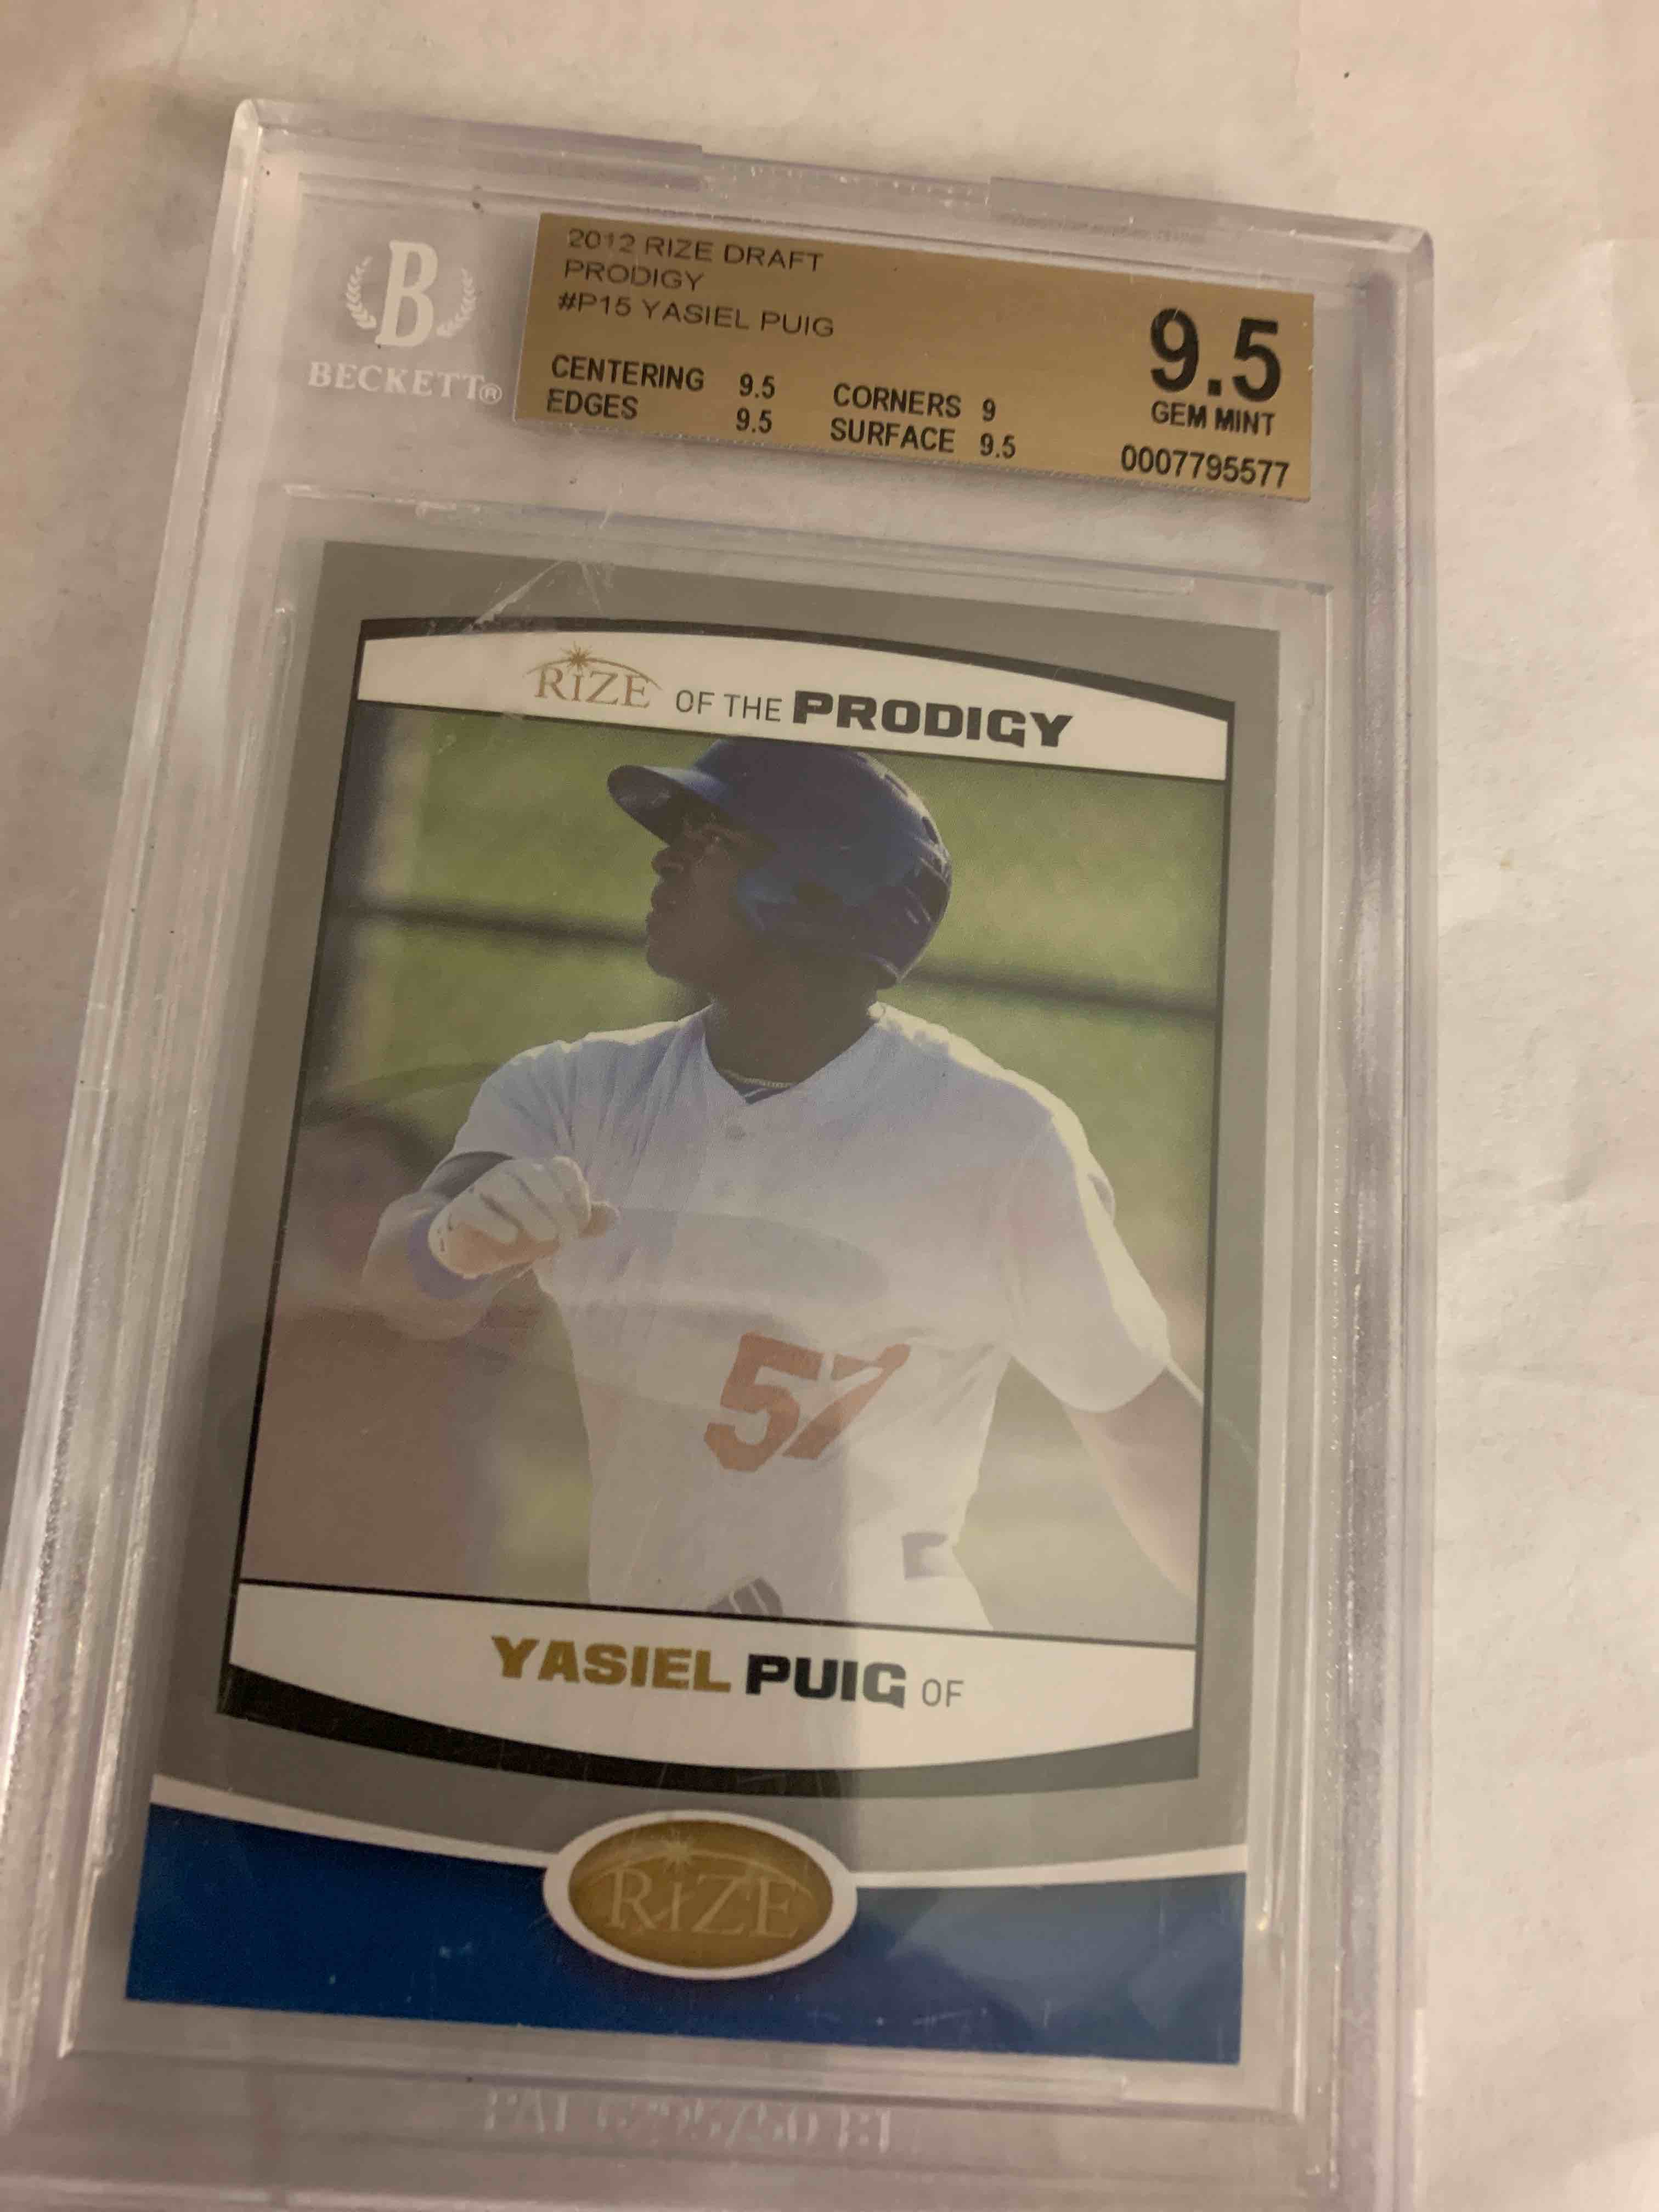 2012 RIZE DRAFT
PRODIGY
#P15 YASIEL PUIG
CENTERING 9.5 CORNERS 9
EDGES 9.5 SURFACE 9.5
9.5
GEM MINT
0007795577
B
BECKETT®
RIZE OF THE PRODIGY
57
YASIEL PUIG OF
RIZE